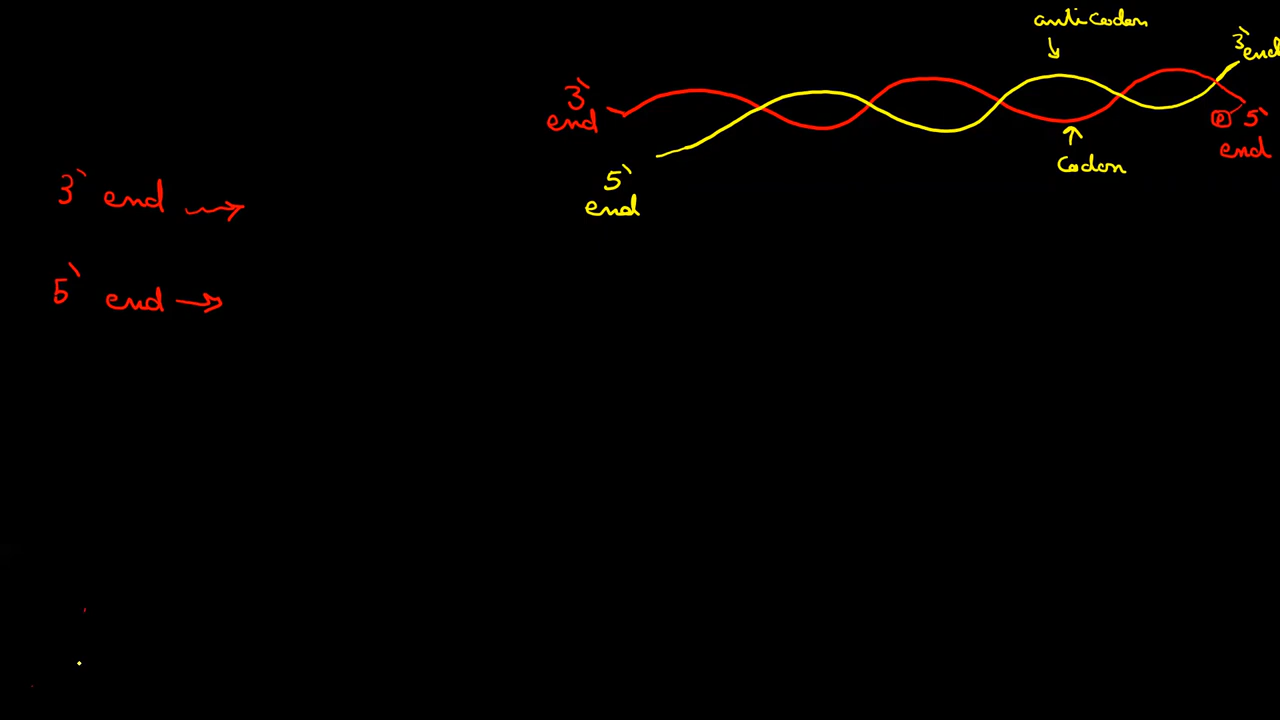 anticodon
3` end
3` end
5` end
codon
Ⓟ 5` end
3` end
5` end